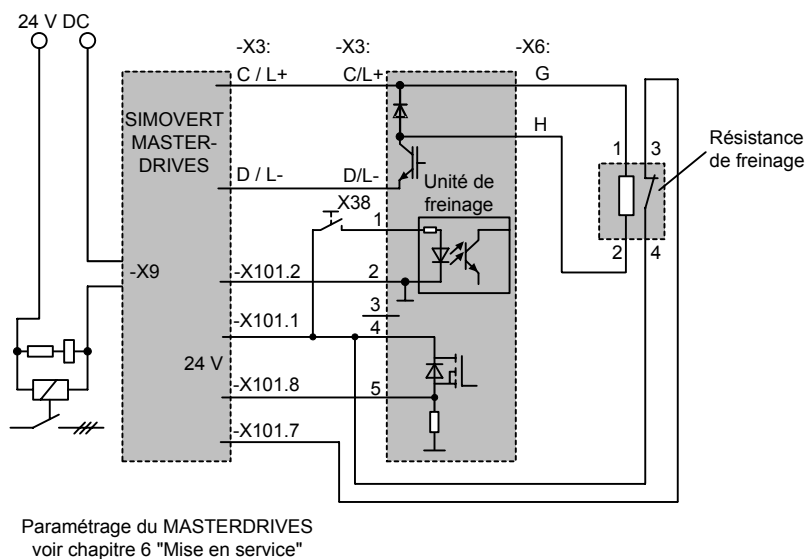 24 V DC
-X3:
-X3:
-X6:
C / L+
C/L+
G
SIMOVERT
MASTER-
DRIVES
H
1
3
Résistance
de freinage
D / L-
D/L-
Unité de
freinage
X38
1
2
4
-X9
-X101.2
2
3
-X101.1
4
24 V
-X101.8
5
-X101.7
Paramétrage du MASTERDRIVES
voir chapitre 6 "Mise en service"